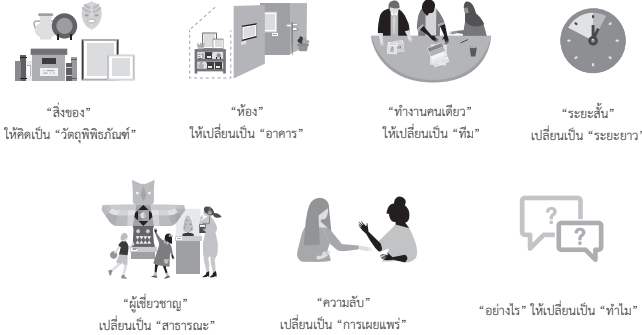 “สิ่งของ”
ให้คิดเป็น “วัตถุพิพิธภัณฑ์”
“ห้อง”
ให้เปลี่ยนเป็น “อาคาร”
“ทำงานคนเดียว”
ให้เปลี่ยนเป็น “ทีม”
“ระยะสั้น”
เปลี่ยนเป็น “ระยะยาว”
“ผู้เชี่ยวชาญ”
เปลี่ยนเป็น “สาธารณะ”
“ความลับ”
เปลี่ยนเป็น “การเผยแพร่”
?
?
“อย่างไร” ให้เปลี่ยนเป็น “ทำไม”